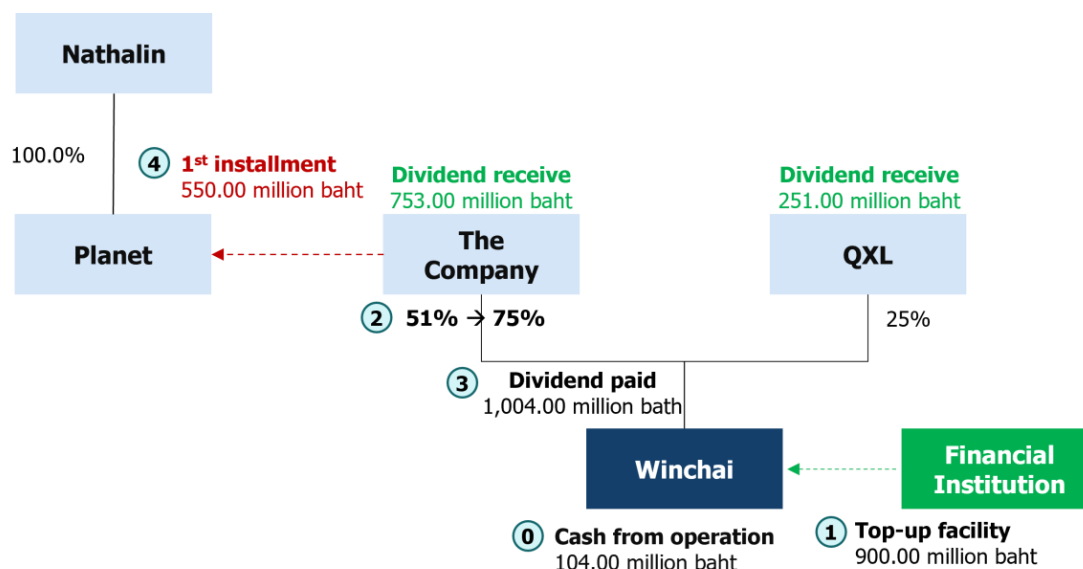 Nathalin
100.0%
4 1st installment
550.00 million baht
Dividend receive
753.00 million baht
Dividend receive
251.00 million baht
Planet
The
Company
QXL
2 51% → 75%
25%
3 Dividend paid
1,004.00 million bath
Winchai
Financial
Institution
0 Cash from operation
104.00 million baht
1 Top-up facility
900.00 million baht